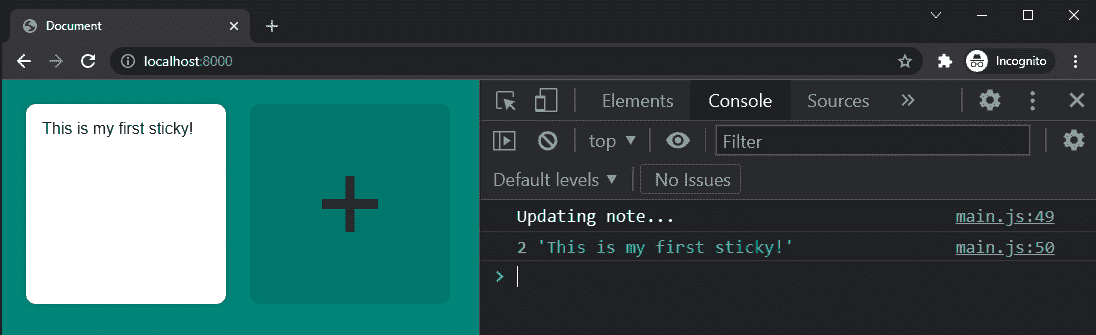 Document
localhost:8000
Incognito
This is my first sticky!
Elements
Console
Sources
top
Filter
Default levels
No Issues
Updating note...
main.js:49
2 'This is my first sticky!'
main.js:50